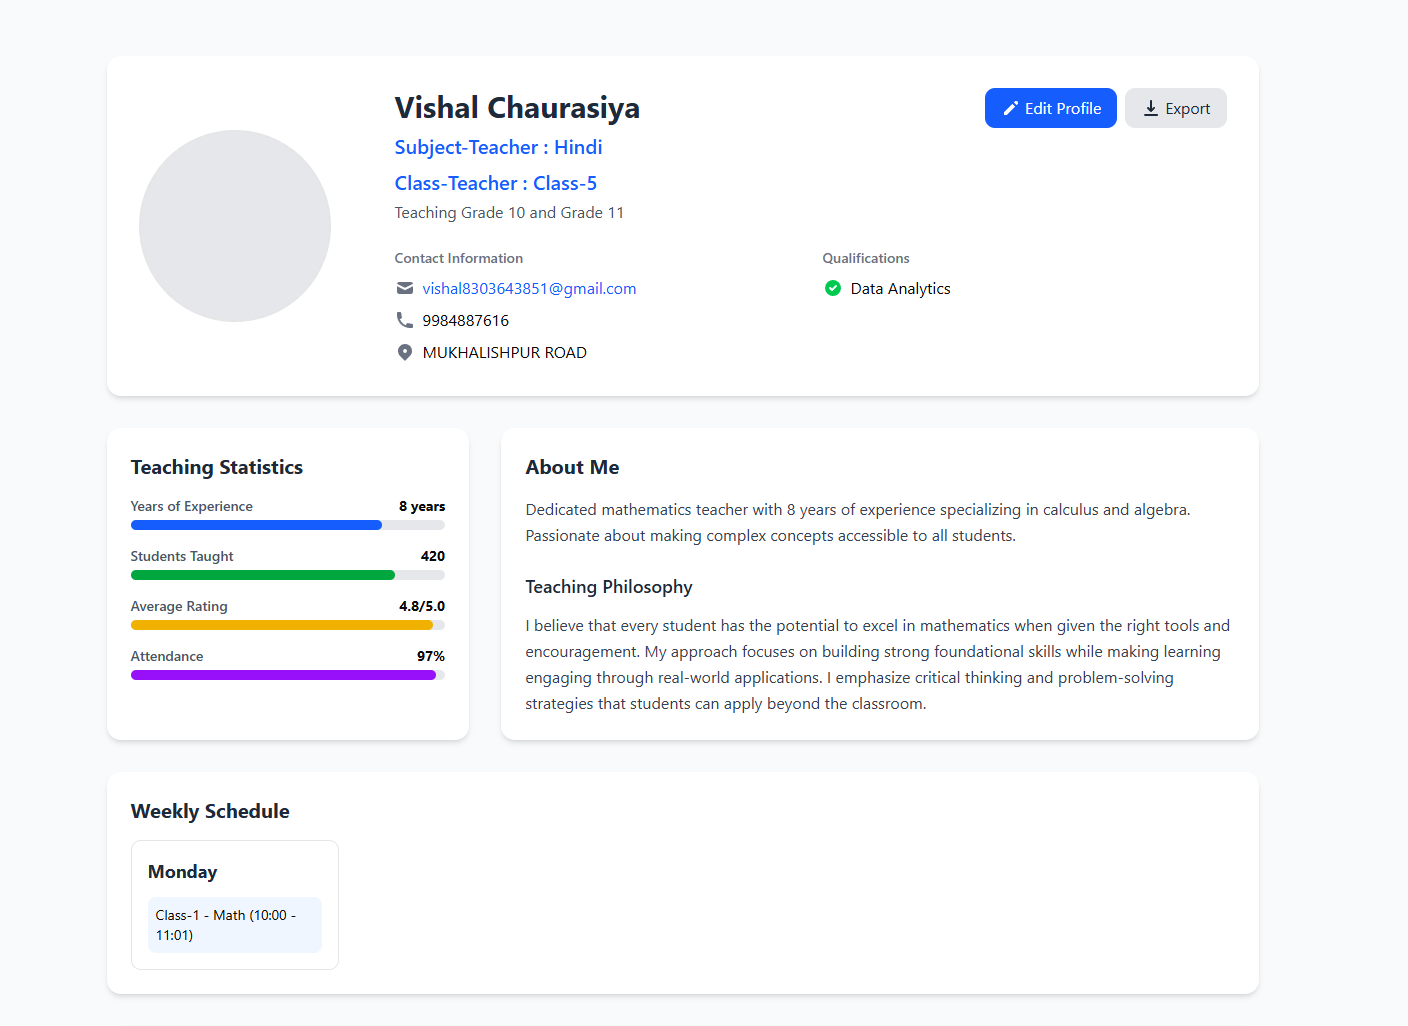 Vishal Chaurasiya
Edit Profile
Export
Subject-Teacher : Hindi
Class-Teacher : Class-5
Teaching Grade 10 and Grade 11
Contact Information
vishal8303643851@gmail.com
9984887616
MUKHALISHPUR ROAD
Qualifications
Data Analytics
Teaching Statistics
Years of Experience 8 years
Students Taught 420
Average Rating 4.8/5.0
Attendance 97%
About Me
Dedicated mathematics teacher with 8 years of experience specializing in calculus and algebra.
Passionate about making complex concepts accessible to all students.
Teaching Philosophy
I believe that every student has the potential to excel in mathematics when given the right tools and
encouragement. My approach focuses on building strong foundational skills while making learning
engaging through real-world applications. I emphasize critical thinking and problem-solving
strategies that students can apply beyond the classroom.
Weekly Schedule
Monday
Class-1 - Math (10:00 -
11:01)